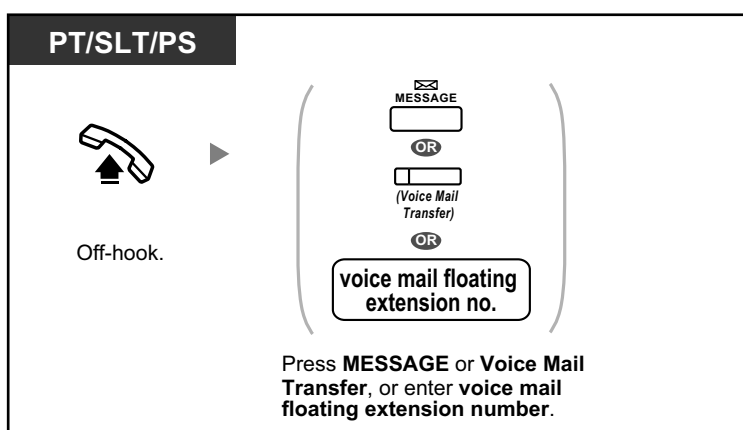 PT/SLT/PS
MESSAGE
OR
(Voice Mail
Transfer)
OR
voice mail floating
extension no.
Off-hook.
Press MESSAGE or Voice Mail
Transfer, or enter voice mail
floating extension number.